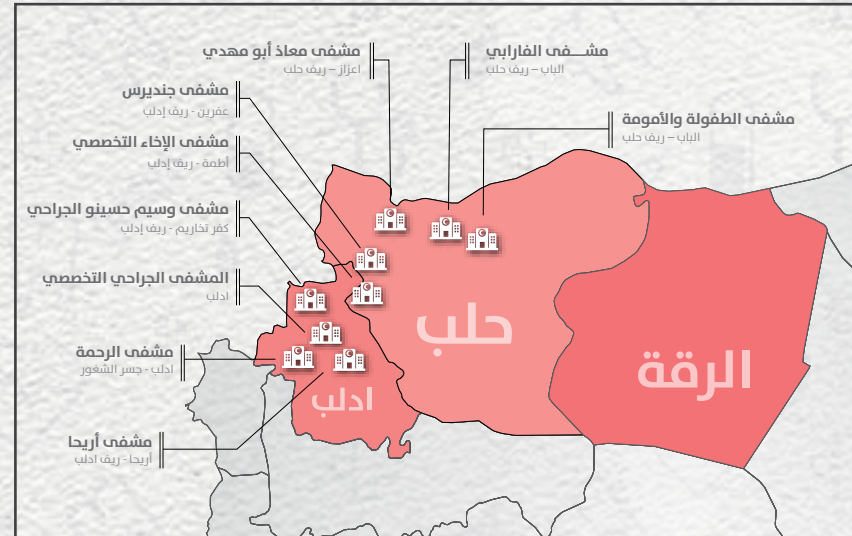 مشـفى الفارابي
الباب – ريف حلب
مشفى معاذ أبو مهدي
اعزاز – ريف حلب
مشفى جنديرس
عفرين - ريف إدلب
مشفى الطفولة والأمومة
الباب – ريف حلب
مشفى الإخاء التخصصي
أطمة - ريف إدلب
مشفى وسيم حسينو الجراحي
كفر تخاريم - ريف إدلب
المشفى الجراحي التخصصي
ادلب
مشفى الرحمة
ادلب - جسر الشغور
مشفى أريحا
أريحا - ريف ادلب
حلب
الرقة
ادلب